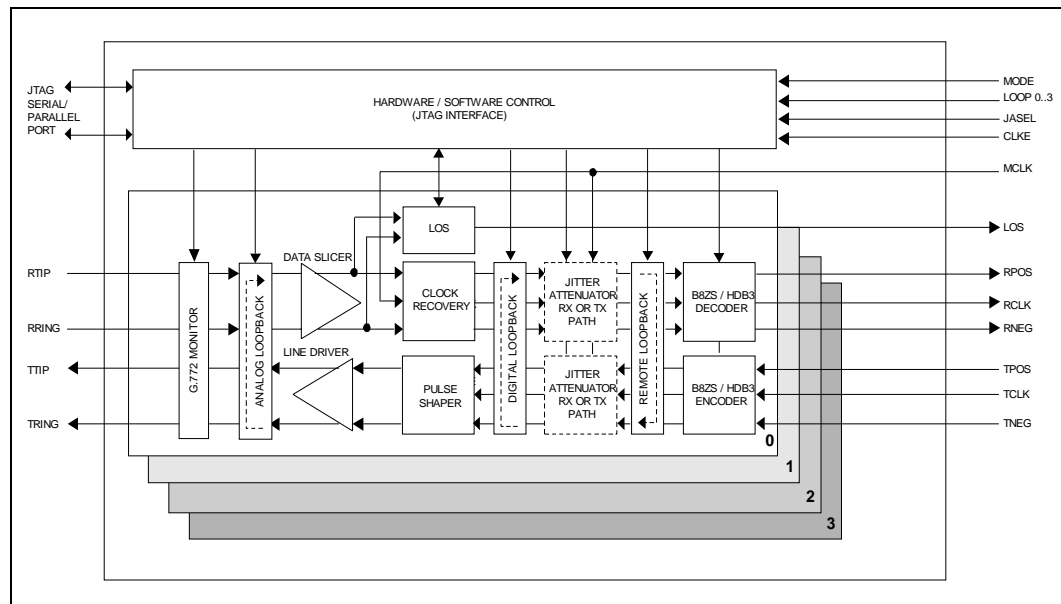 JTAG
SERIAL/
PARALLEL
PORT
HARDWARE / SOFTWARE CONTROL
(JTAG INTERFACE)
MODE
LOOP 0..3
JASEL
CLKE
MCLK
LOS
LOS
RTIP
RRING
TTIP
TRING
G.772 MONITOR
ANALOG LOOPBACK
DATA SLICER
LINE DRIVER
CLOCK
RECOVERY
PULSE
SHAPER
DIGITAL LOOPBACK
JITTER
ATTENUATOR
RX OR TX
PATH
JITTER
ATTENUATOR
RX OR TX
PATH
REMOTE LOOPBACK
B8ZS / HDB3
DECODER
B8ZS / HDB3
ENCODER
RPOS
RCLK
RNEG
TPOS
TCLK
TNEG
0
1
2
3